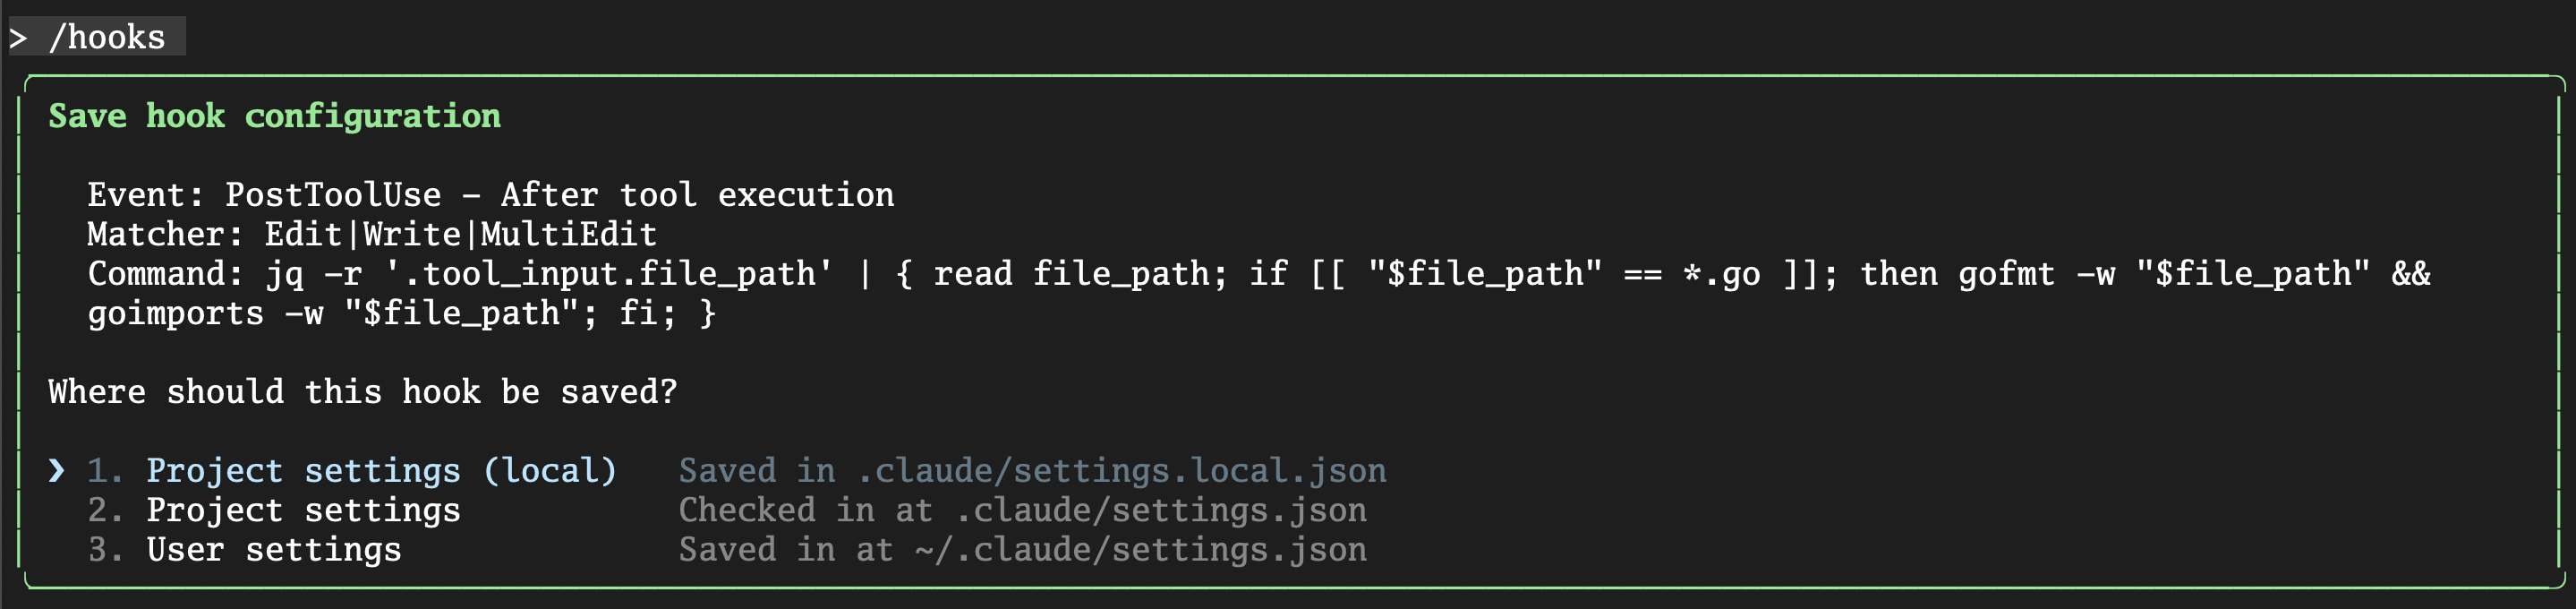 > /hooks
Save hook configuration
Event: PostToolUse - After tool execution
Matcher: Edit|Write|MultiEdit
Command: jq -r '.tool_input.file_path' | { read file_path; if [[ "$file_path" == *.go ]]; then gofmt -w "$file_path" &&
goimports -w "$file_path"; fi; }
Where should this hook be saved?
❯ 1. Project settings (local)   Saved in .claude/settings.local.json
2. Project settings           Checked in at .claude/settings.json
3. User settings              Saved in at ~/.claude/settings.json